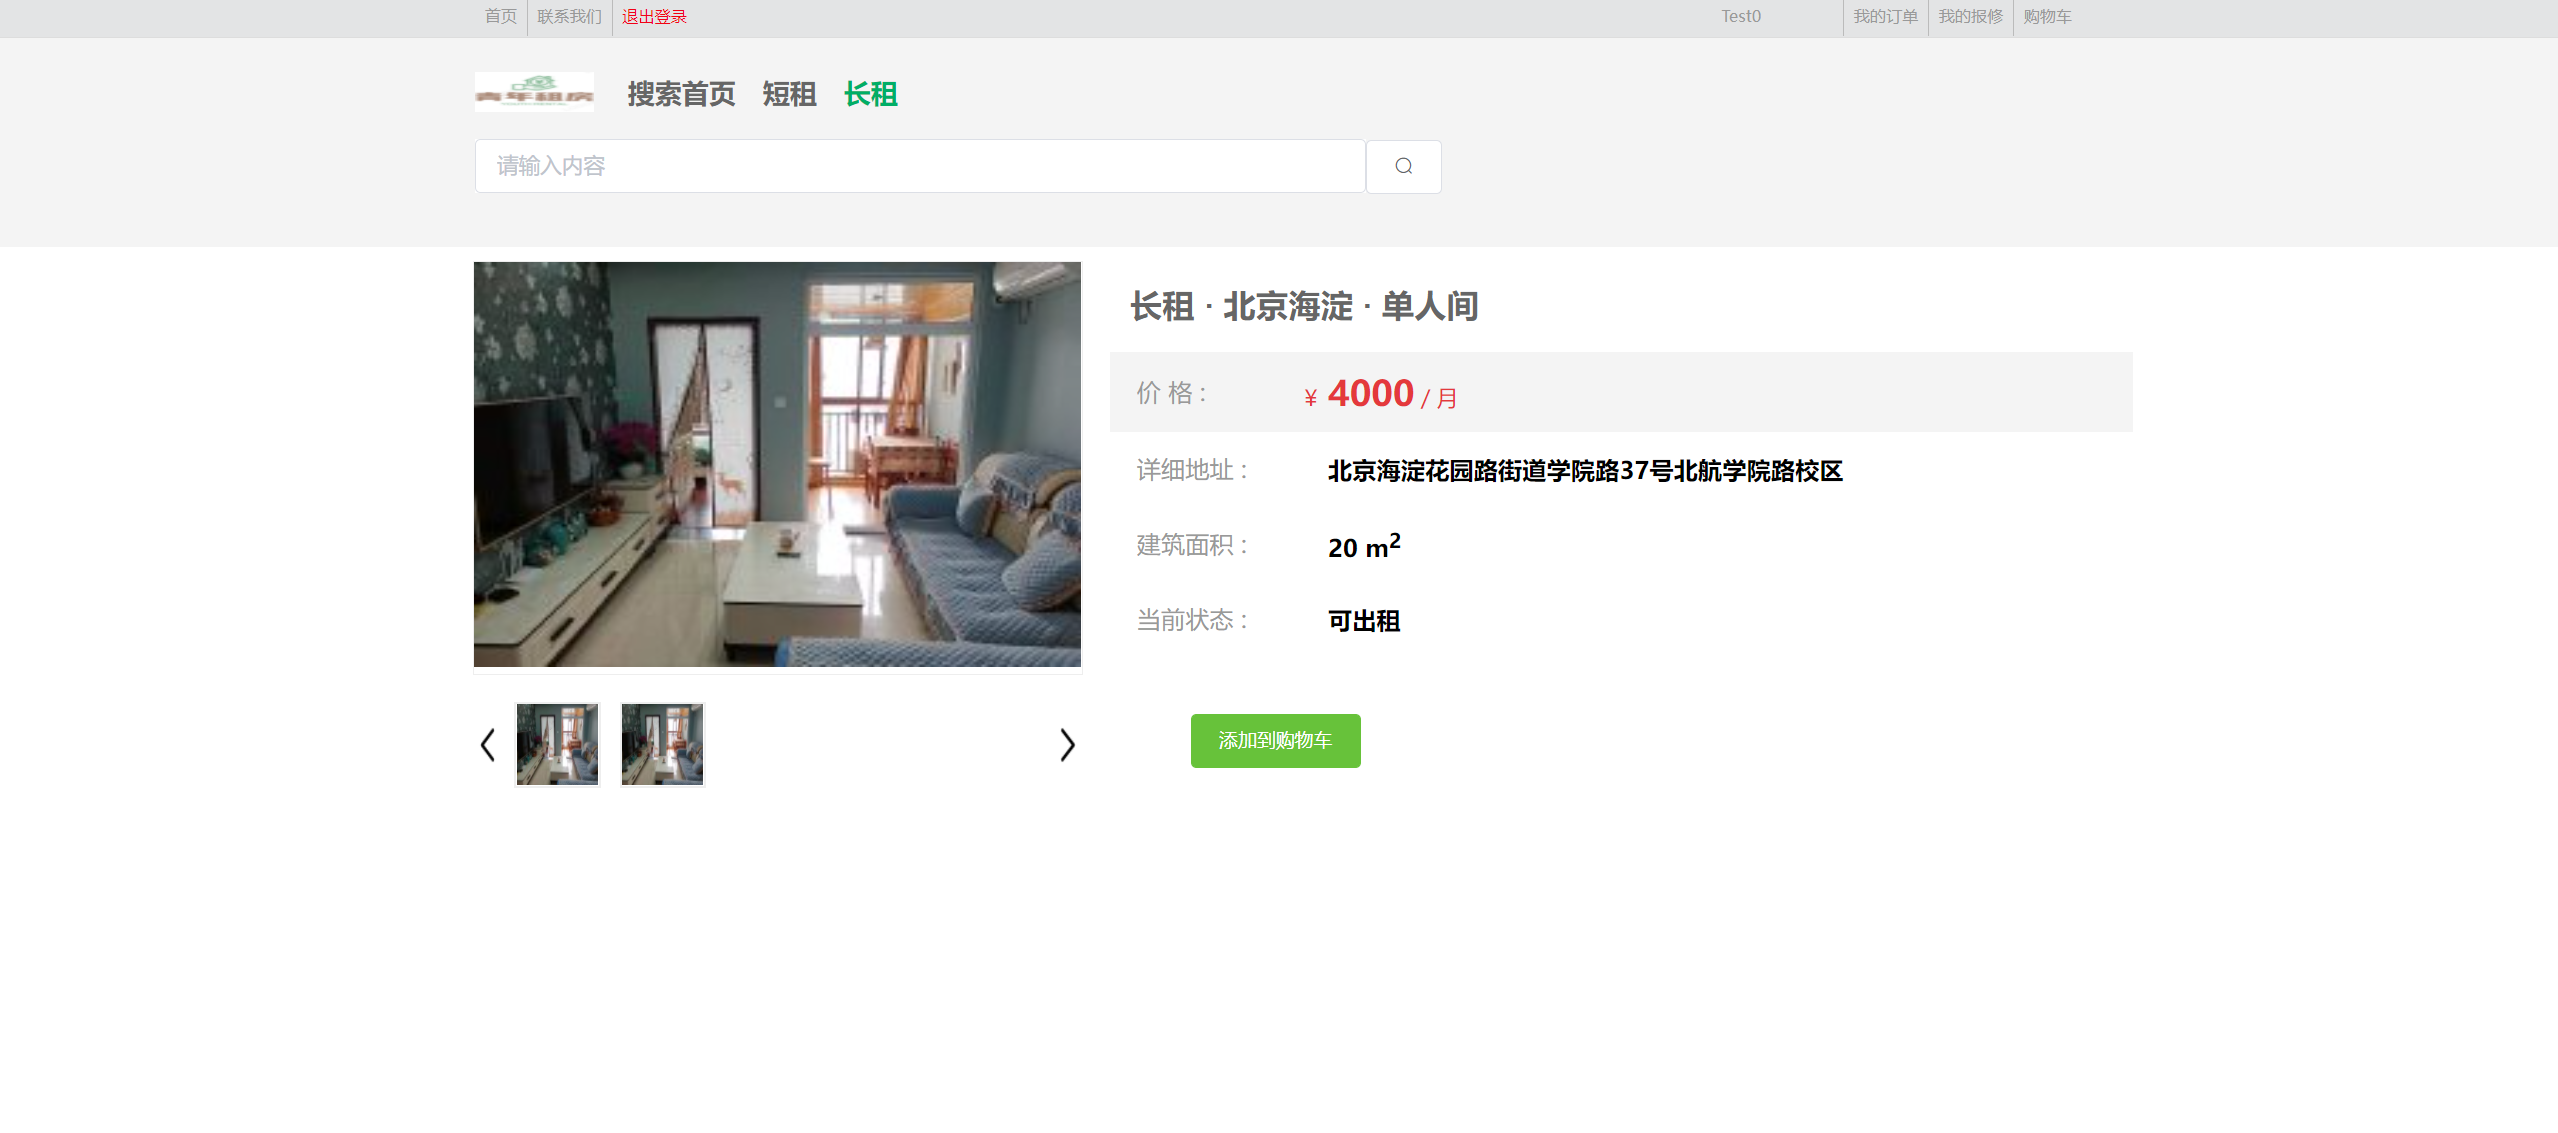 首页 联系我们 退出登录 Test0 我的订单 我的报修 购物车
青年租房 搜索首页 短租 长租
请输入内容
长租 · 北京海淀 · 单人间
价 格 : ¥ 4000 / 月
详细地址 : 北京海淀花园路街道学院路37号北航学院路校区
建筑面积 : 20 m²
当前状态 : 可出租
添加到购物车